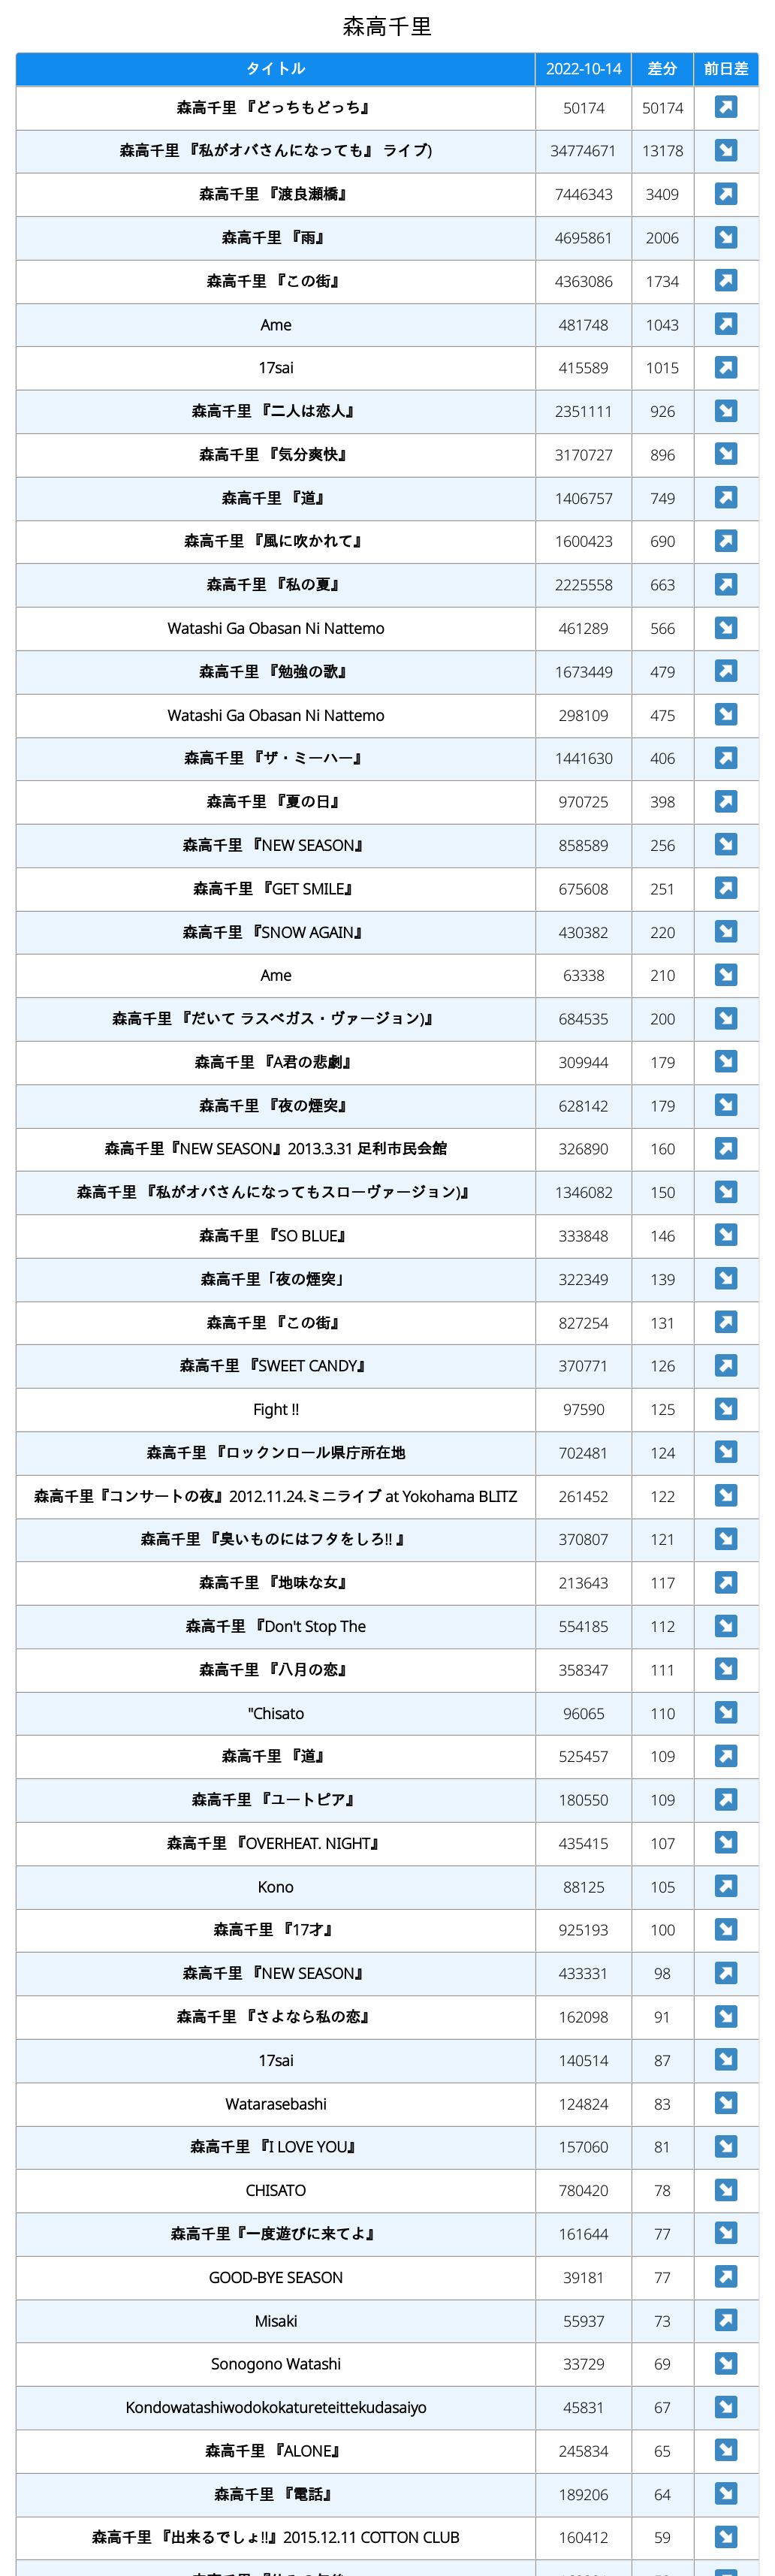 森高千里
タイトル 2022-10-14 差分 前日差
森高千里 『どっちもどっち』 50174 50174
森高千里 『私がオバさんになっても』 ライブ) 34774671 13178
森高千里 『渡良瀬橋』 7446343 3409
森高千里 『雨』 4695861 2006
森高千里 『この街』 4363086 1734
Ame 481748 1043
17sai 415589 1015
森高千里 『二人は恋人』 2351111 926
森高千里 『気分爽快』 3170727 896
森高千里 『道』 1406757 749
森高千里 『風に吹かれて』 1600423 690
森高千里 『私の夏』 2225558 663
Watashi Ga Obasan Ni Nattemo 461289 566
森高千里 『勉強の歌』 1673449 479
Watashi Ga Obasan Ni Nattemo 298109 475
森高千里 『ザ・ミーハー』 1441630 406
森高千里 『夏の日』 970725 398
森高千里 『NEW SEASON』 858589 256
森高千里 『GET SMILE』 675608 251
森高千里 『SNOW AGAIN』 430382 220
Ame 63338 210
森高千里 『だいて ラスベガス・ヴァージョン)』 684535 200
森高千里 『A君の悲劇』 309944 179
森高千里 『夜の煙突』 628142 179
森高千里『NEW SEASON』2013.3.31 足利市民会館 326890 160
森高千里 『私がオバさんになってもスローヴァージョン)』 1346082 150
森高千里 『SO BLUE』 333848 146
森高千里「夜の煙突」 322349 139
森高千里 『この街』 827254 131
森高千里 『SWEET CANDY』 370771 126
Fight !! 97590 125
森高千里 『ロックンロール県庁所在地 702481 124
森高千里『コンサートの夜』2012.11.24.ミニライブ at Yokohama BLITZ 261452 122
森高千里 『臭いものにはフタをしろ!! 』 370807 121
森高千里 『地味な女』 213643 117
森高千里 『Don't Stop The 554185 112
森高千里 『八月の恋』 358347 111
"Chisato 96065 110
森高千里 『道』 525457 109
森高千里 『ユートピア』 180550 109
森高千里 『OVERHEAT. NIGHT』 435415 107
Kono 88125 105
森高千里 『17才』 925193 100
森高千里 『NEW SEASON』 433331 98
森高千里 『さよなら私の恋』 162098 91
17sai 140514 87
Watarasebashi 124824 83
森高千里 『I LOVE YOU』 157060 81
CHISATO 780420 78
森高千里『一度遊びに来てよ』 161644 77
GOOD-BYE SEASON 39181 77
Misaki 55937 73
Sonogono Watashi 33729 69
Kondowatashiwodokokatureteittekudasaiyo 45831 67
森高千里 『ALONE』 245834 65
森高千里 『電話』 189206 64
森高千里 『出来るでしょ!!』2015.12.11 COTTON CLUB 160412 59